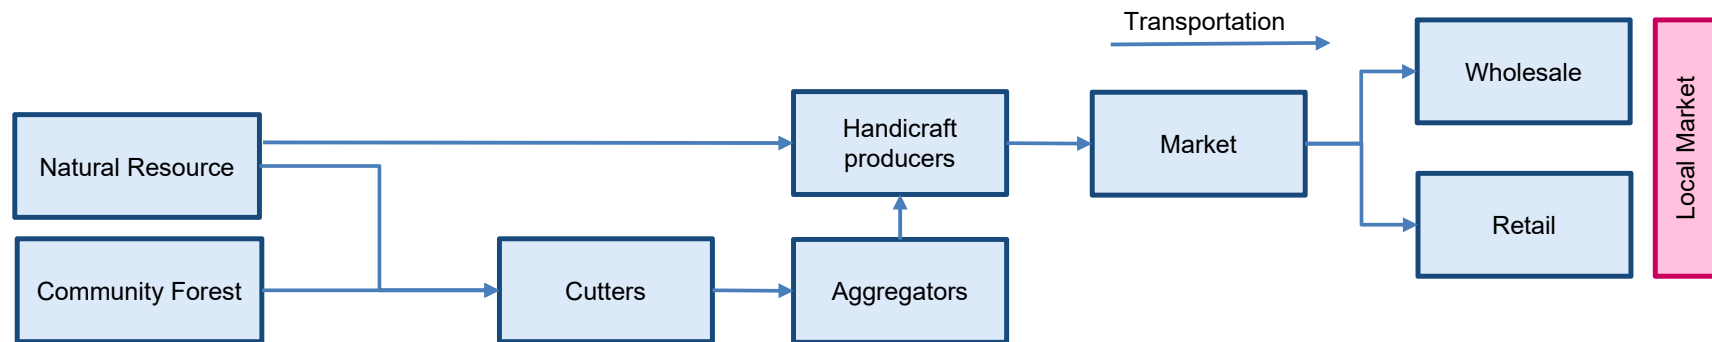 Transportation
Wholesale
Handicraft
producers
Market
Natural Resource
Local Market
Retail
Community Forest
Cutters
Aggregators